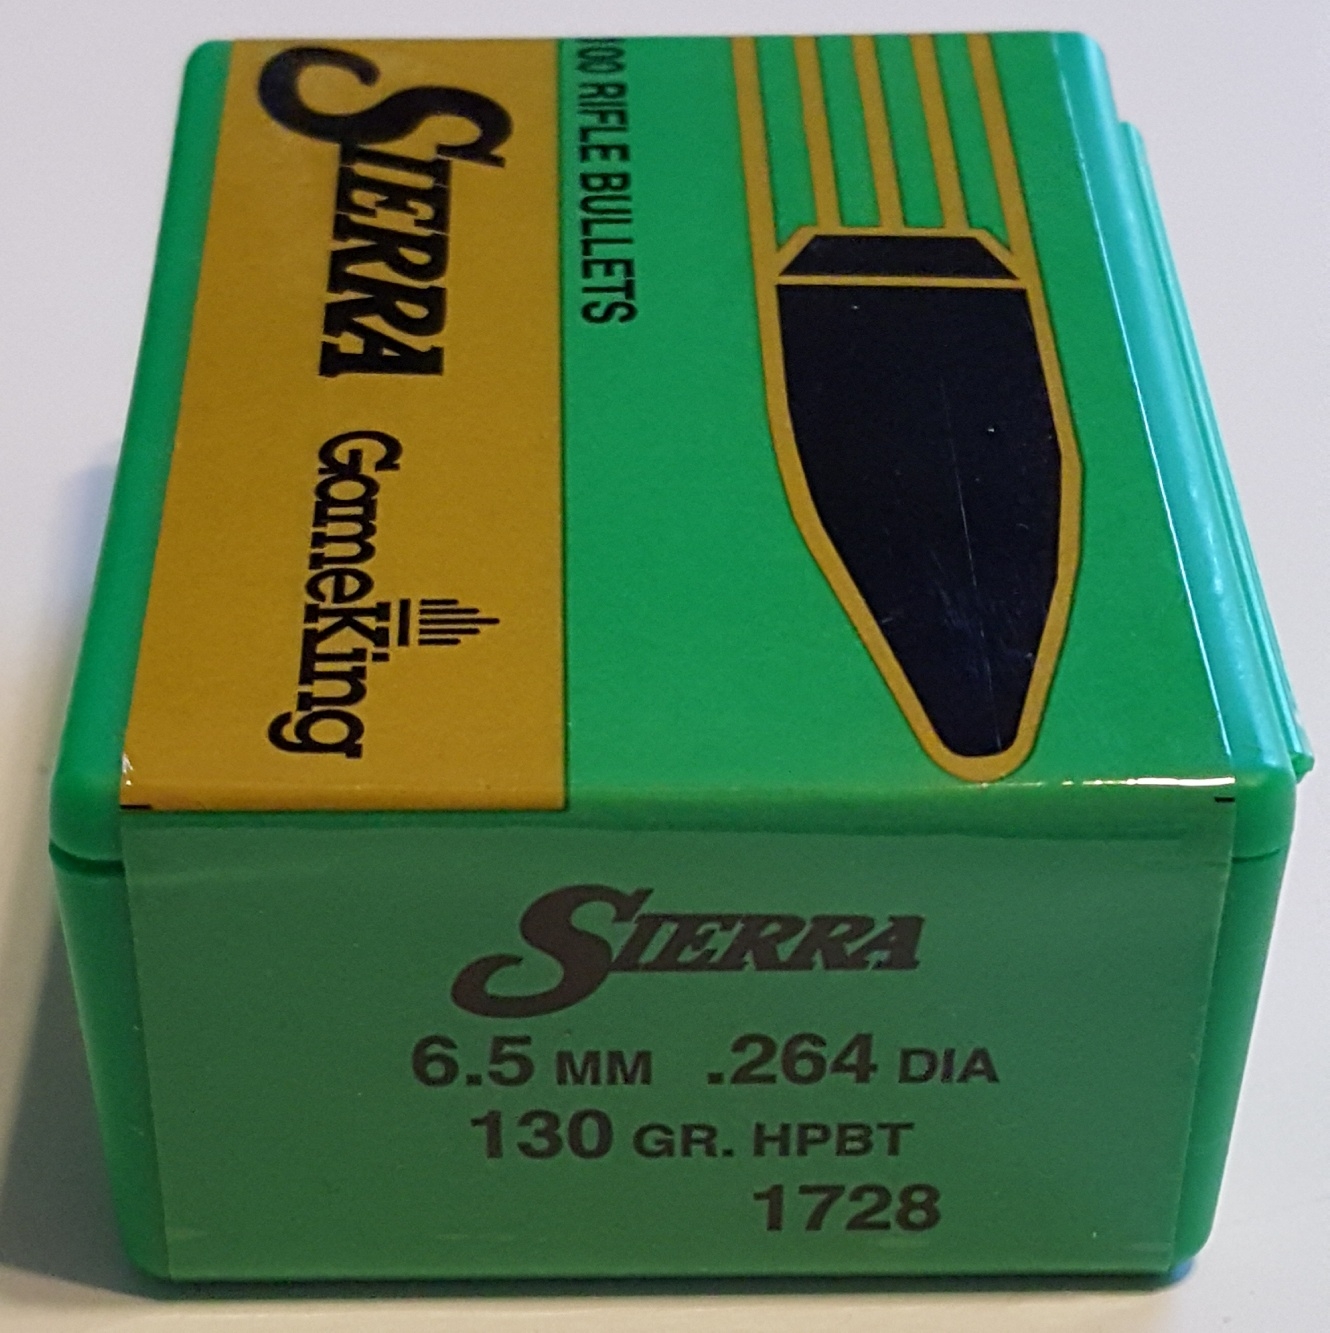 SIERRA GameKing
100 RIFLE BULLETS
SIERRA
6.5 MM .264 DIA
130 GR. HPBT
1728